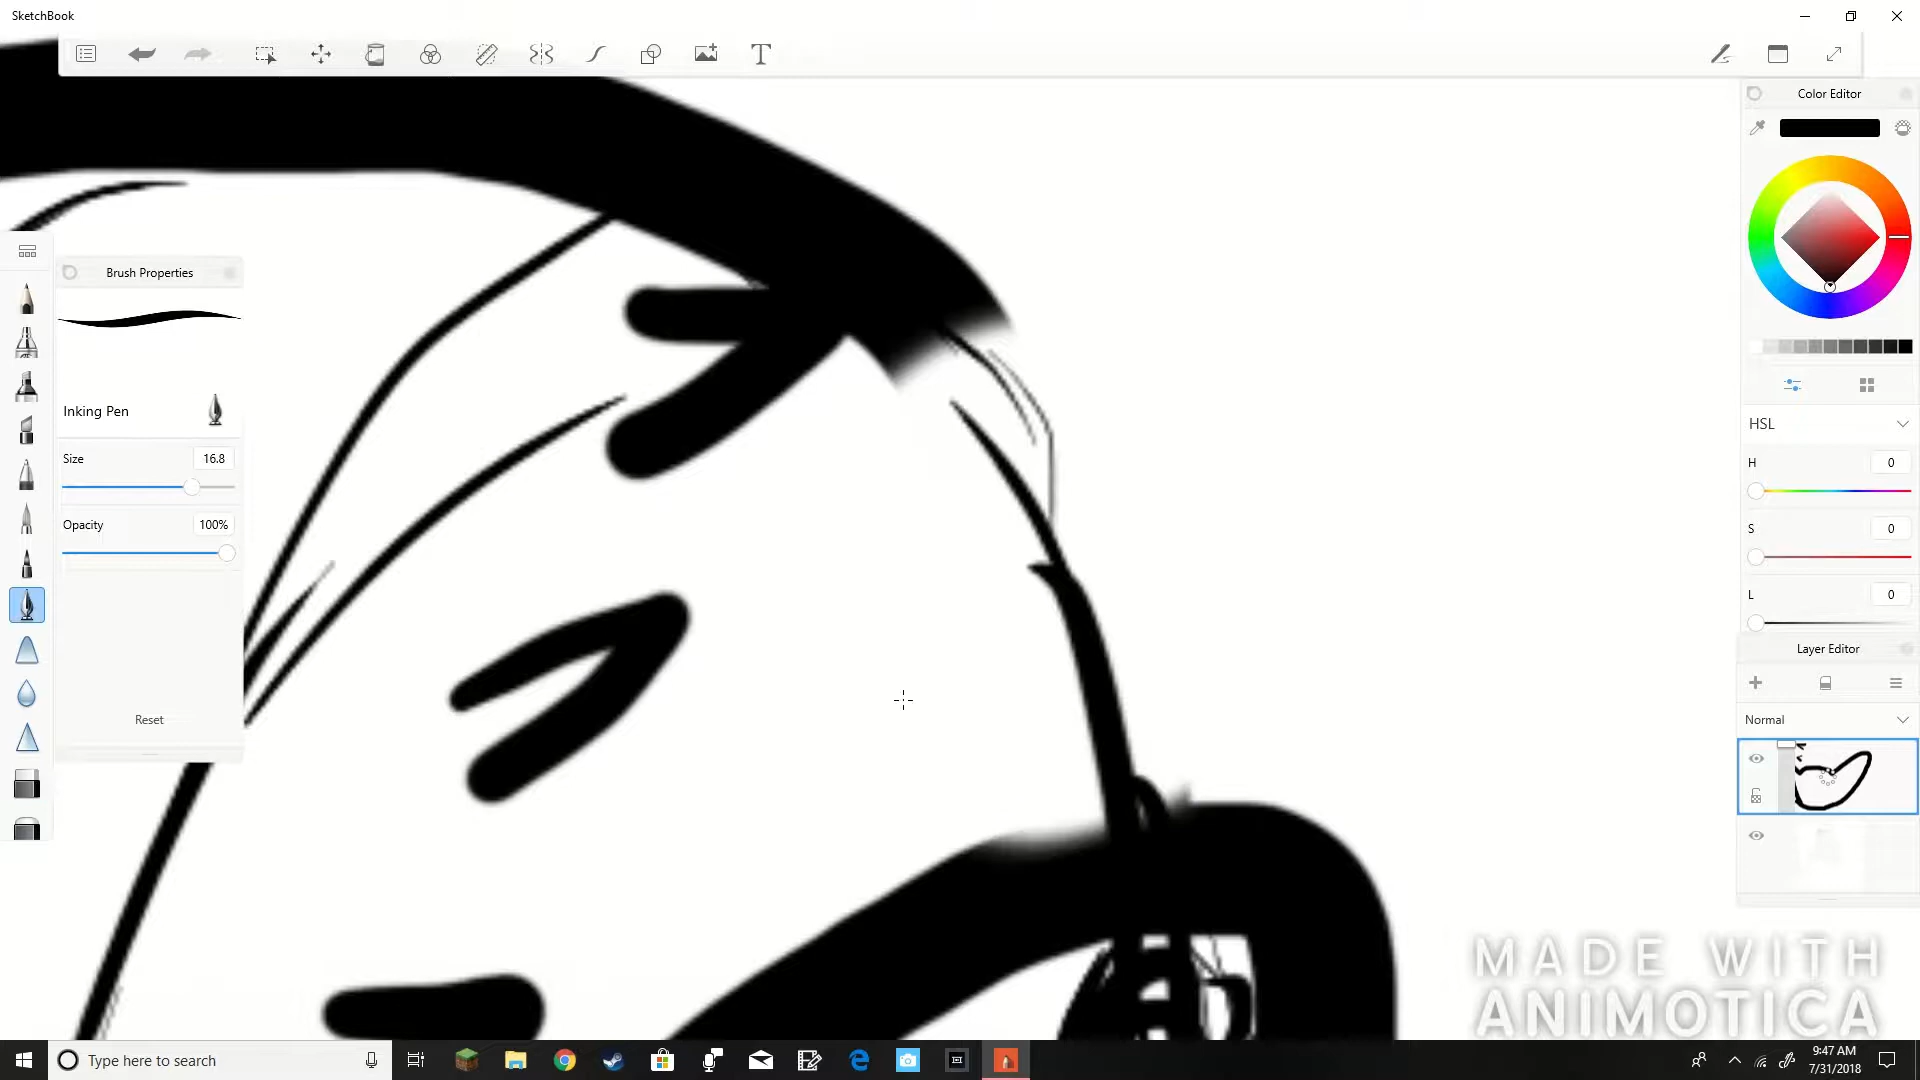 SketchBook
T
Color Editor
Brush Properties
Inking Pen
Size 16.8
Opacity 100%
Reset
HSL
H 0
S 0
L 0
Layer Editor
Normal
MADE WITH
ANIMOTICA
Type here to search
9:47 AM
7/31/2018